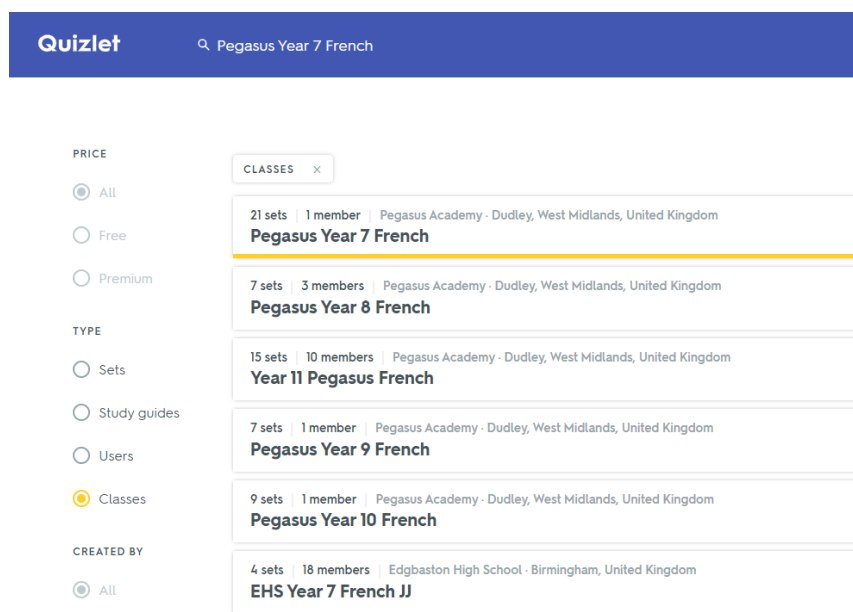 Quizlet
Pegasus Year 7 French
PRICE
All
Free
Premium
TYPE
Sets
Study guides
Users
Classes
CREATED BY
All
CLASSES ×
21 sets | 1 member | Pegasus Academy · Dudley, West Midlands, United Kingdom
Pegasus Year 7 French
7 sets | 3 members | Pegasus Academy · Dudley, West Midlands, United Kingdom
Pegasus Year 8 French
15 sets | 10 members | Pegasus Academy · Dudley, West Midlands, United Kingdom
Year 11 Pegasus French
7 sets | 1 member | Pegasus Academy · Dudley, West Midlands, United Kingdom
Pegasus Year 9 French
9 sets | 1 member | Pegasus Academy · Dudley, West Midlands, United Kingdom
Pegasus Year 10 French
4 sets | 18 members | Edgbaston High School · Birmingham, United Kingdom
EHS Year 7 French JJ